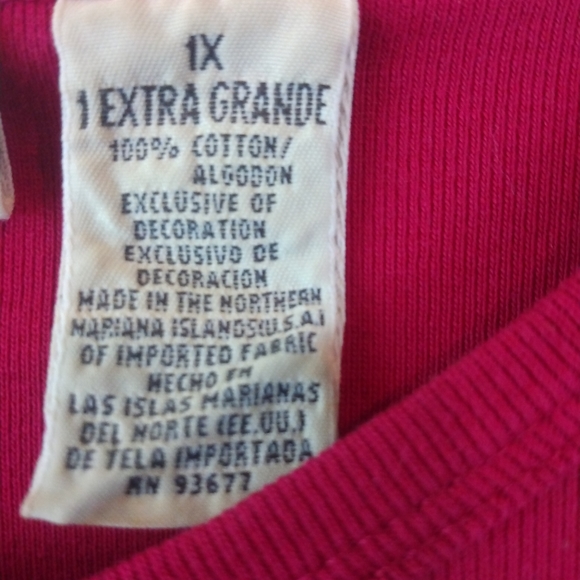 1X
1 EXTRA GRANDE
100% COTTON/
ALGODON
EXCLUSIVE OF
DECORATION
EXCLUSIVO DE
DECORACION
MADE IN THE NORTHERN
MARIANA ISLANDS(U.S.A.)
OF IMPORTED FABRIC
HECHO EN
LAS ISLAS MARIANAS
DEL NORTE (EE.UU.)
DE TELA IMPORTADA
RN 93677